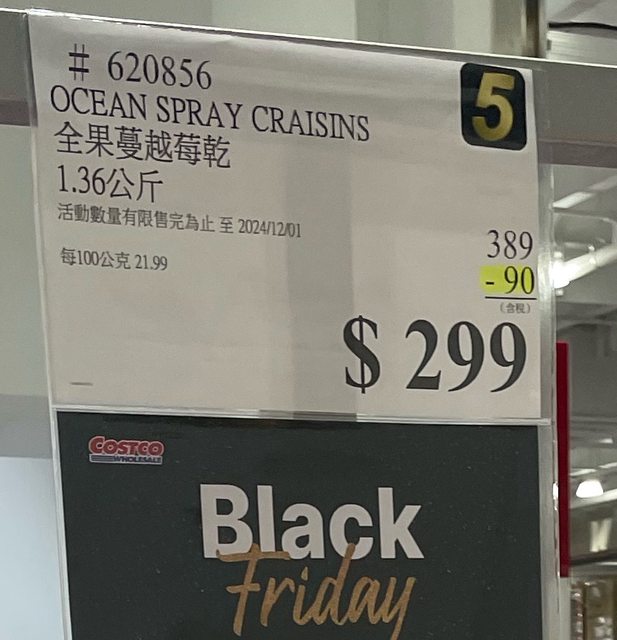 # 620856
5
OCEAN SPRAY CRAISINS
全果蔓越莓乾
1.36公斤
活動數量有限售完為止 至 2024/12/01
389
每100公克 21.99
- 90
(含稅)
$ 299
COSTCO
WHOLESALE
Black
Friday